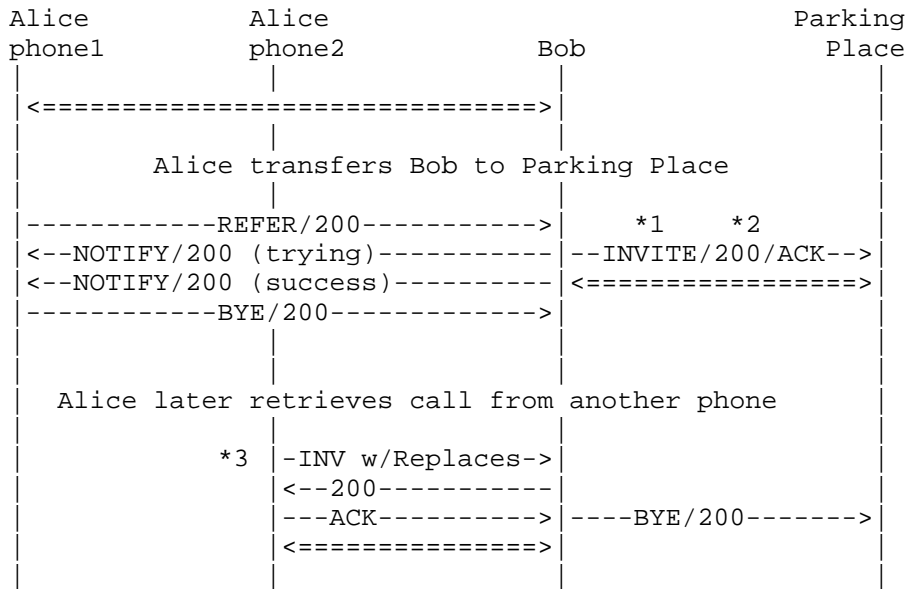 Alice          Alice                            Parking
phone1         phone2            Bob              Place
|               |                 |                   |
|<===============================>|                   |
|               |                 |                   |
|        Alice transfers Bob to Parking Place         |
|               |                 |                   |
|------------REFER/200----------->|    *1    *2       |
|<--NOTIFY/200 (trying)-----------|--INVITE/200/ACK-->|
|<--NOTIFY/200 (success)----------|<=================>|
|------------BYE/200------------->|                   |
|               |                 |                   |
|               |                 |                   |
|  Alice later retrieves call from another phone      |
|               |                 |                   |
|            *3 |-INV w/Replaces->|                   |
|               |<--200-----------|                   |
|               |---ACK---------->|----BYE/200------->|
|               |<===============>|                   |
|               |                 |                   |